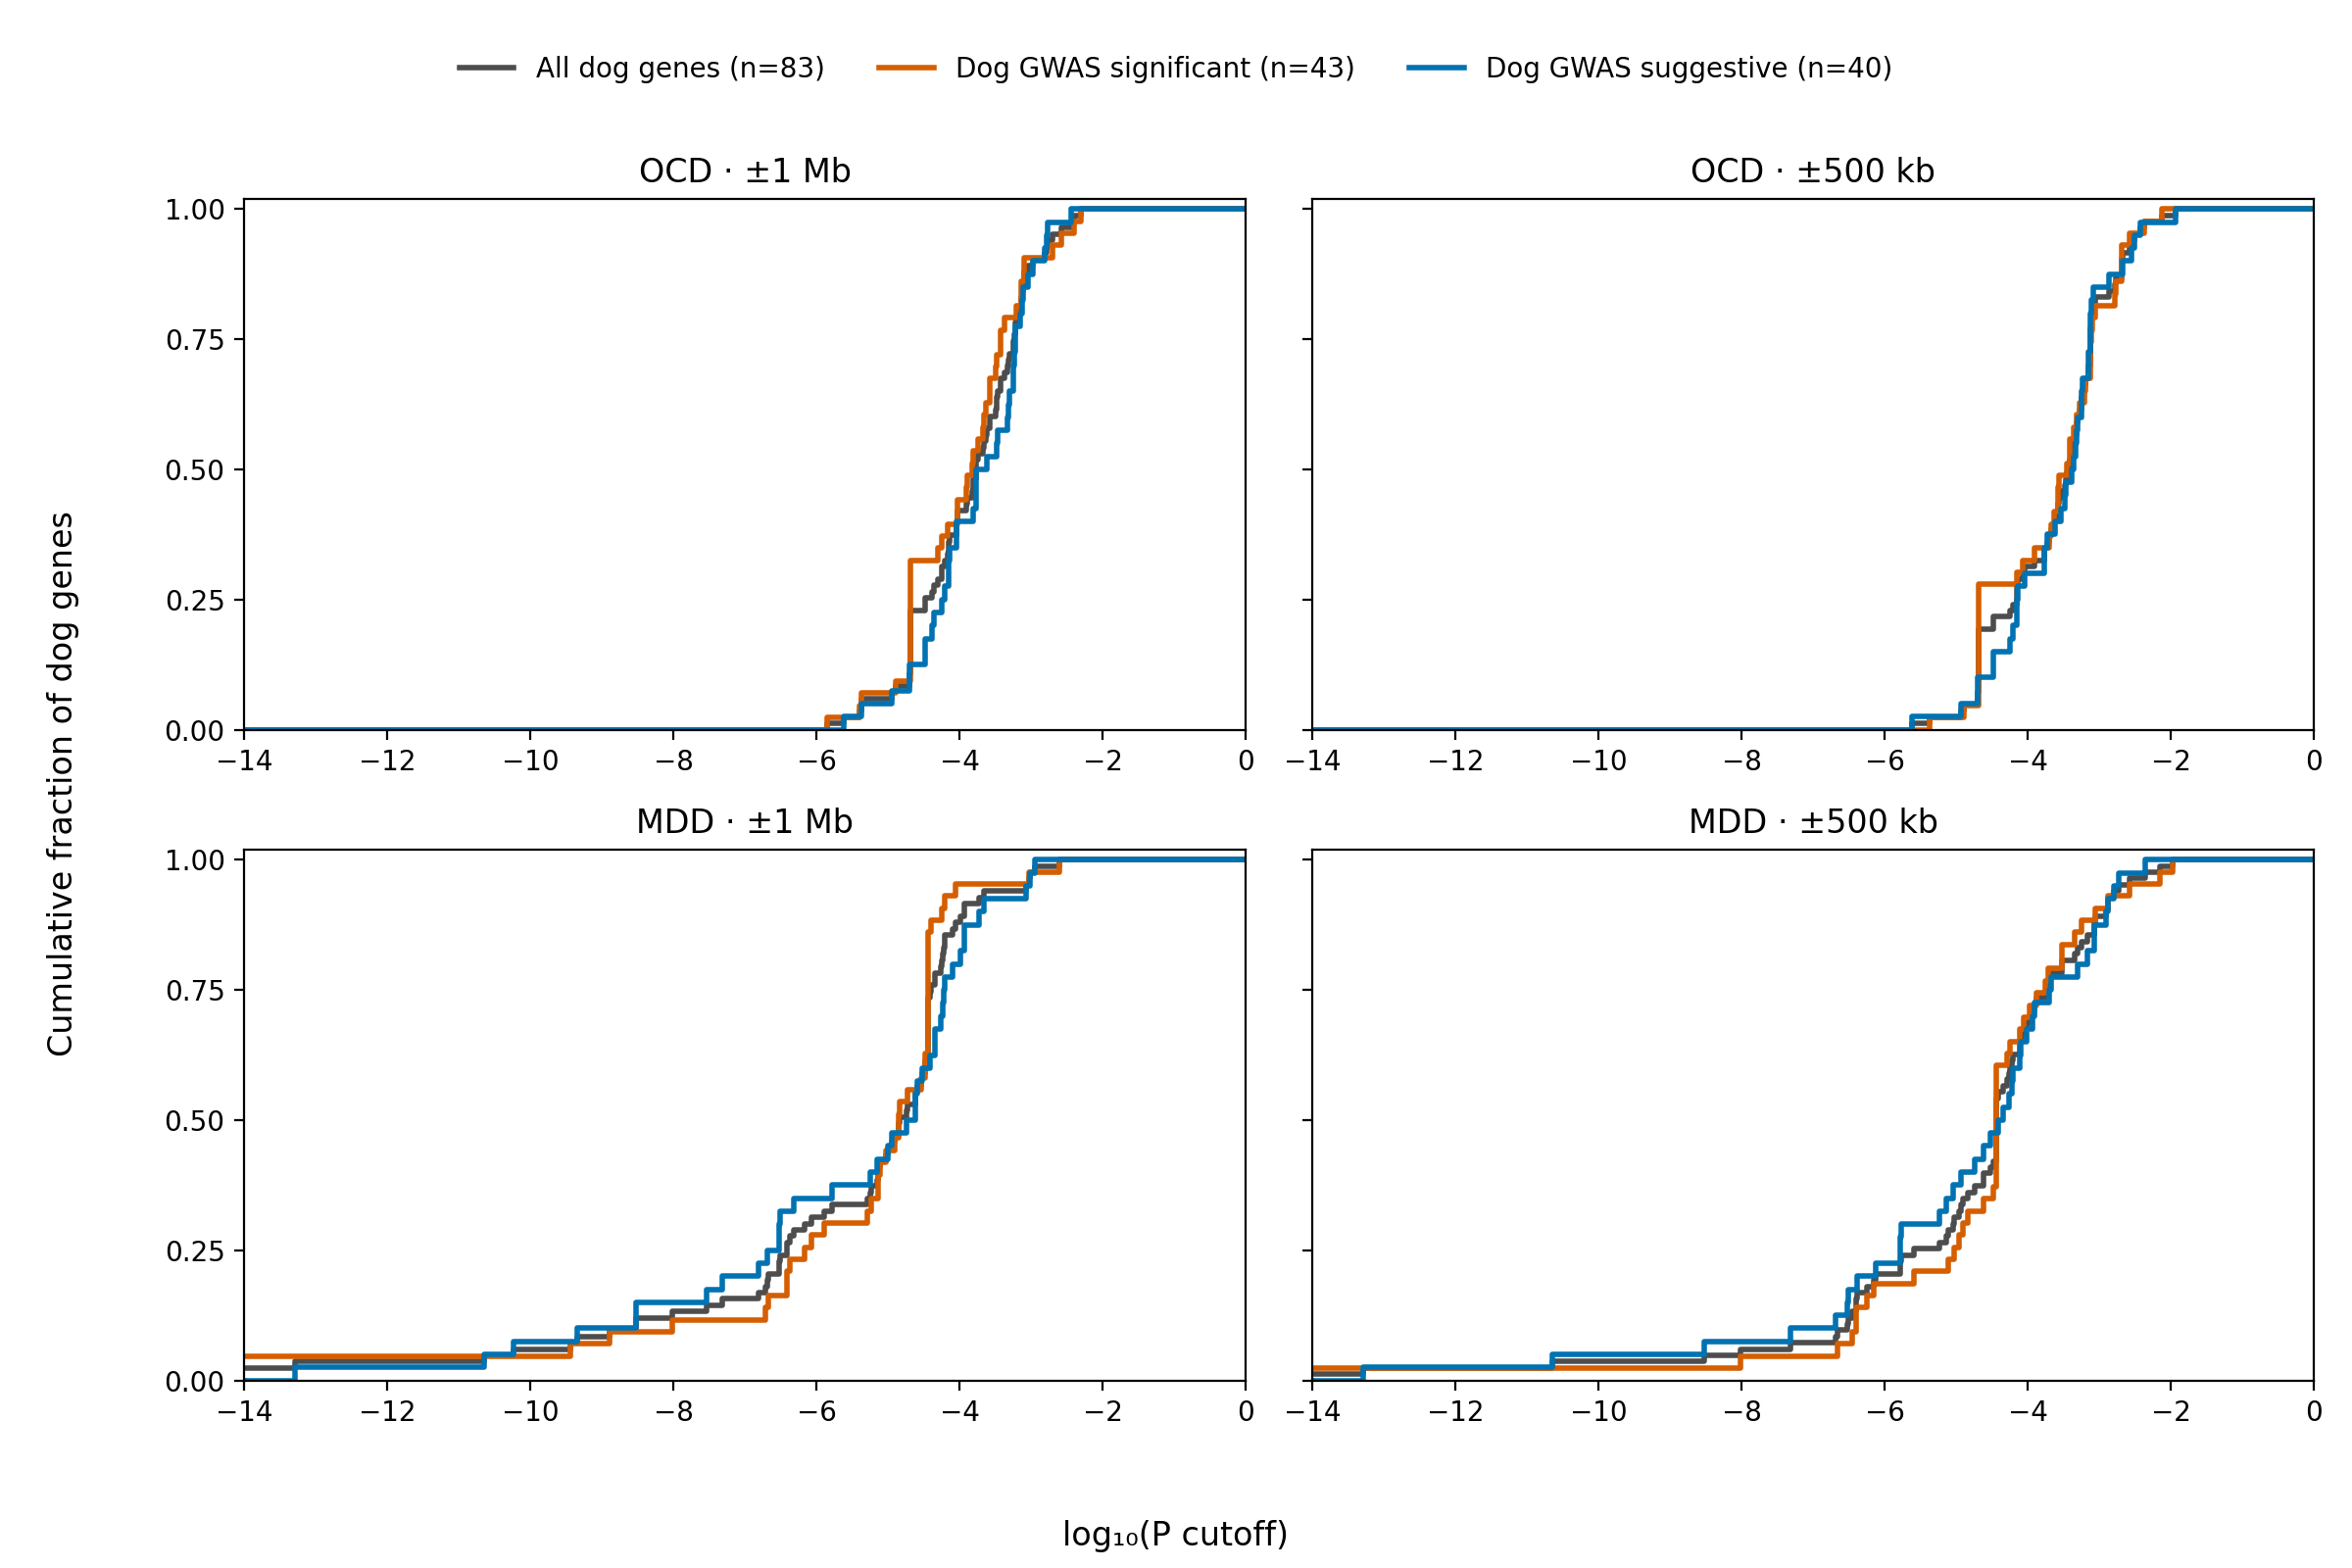 All dog genes (n=83) Dog GWAS significant (n=43) Dog GWAS suggestive (n=40)
OCD · ±1 Mb
OCD · ±500 kb
Cumulative fraction of dog genes
1.00
0.75
0.50
0.25
0.00
−14 −12 −10 −8 −6 −4 −2 0
−14 −12 −10 −8 −6 −4 −2 0
MDD · ±1 Mb
MDD · ±500 kb
1.00
0.75
0.50
0.25
0.00
−14 −12 −10 −8 −6 −4 −2 0
−14 −12 −10 −8 −6 −4 −2 0
log₁₀(P cutoff)